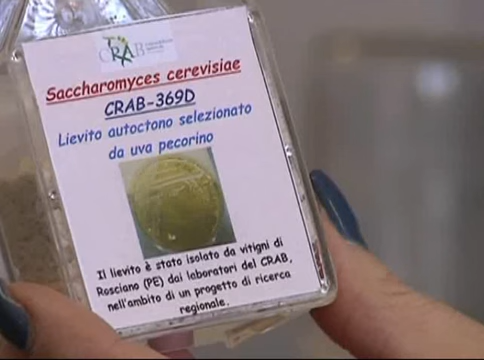 CRAB
Saccharomyces cerevisiae
CRAB-369D
Lievito autoctono selezionato
da uva pecorino
Il lievito è stato isolato da vitigni di
Rosciano (PE) dai laboratori del CRAB,
nell'ambito di un progetto di ricerca
regionale.